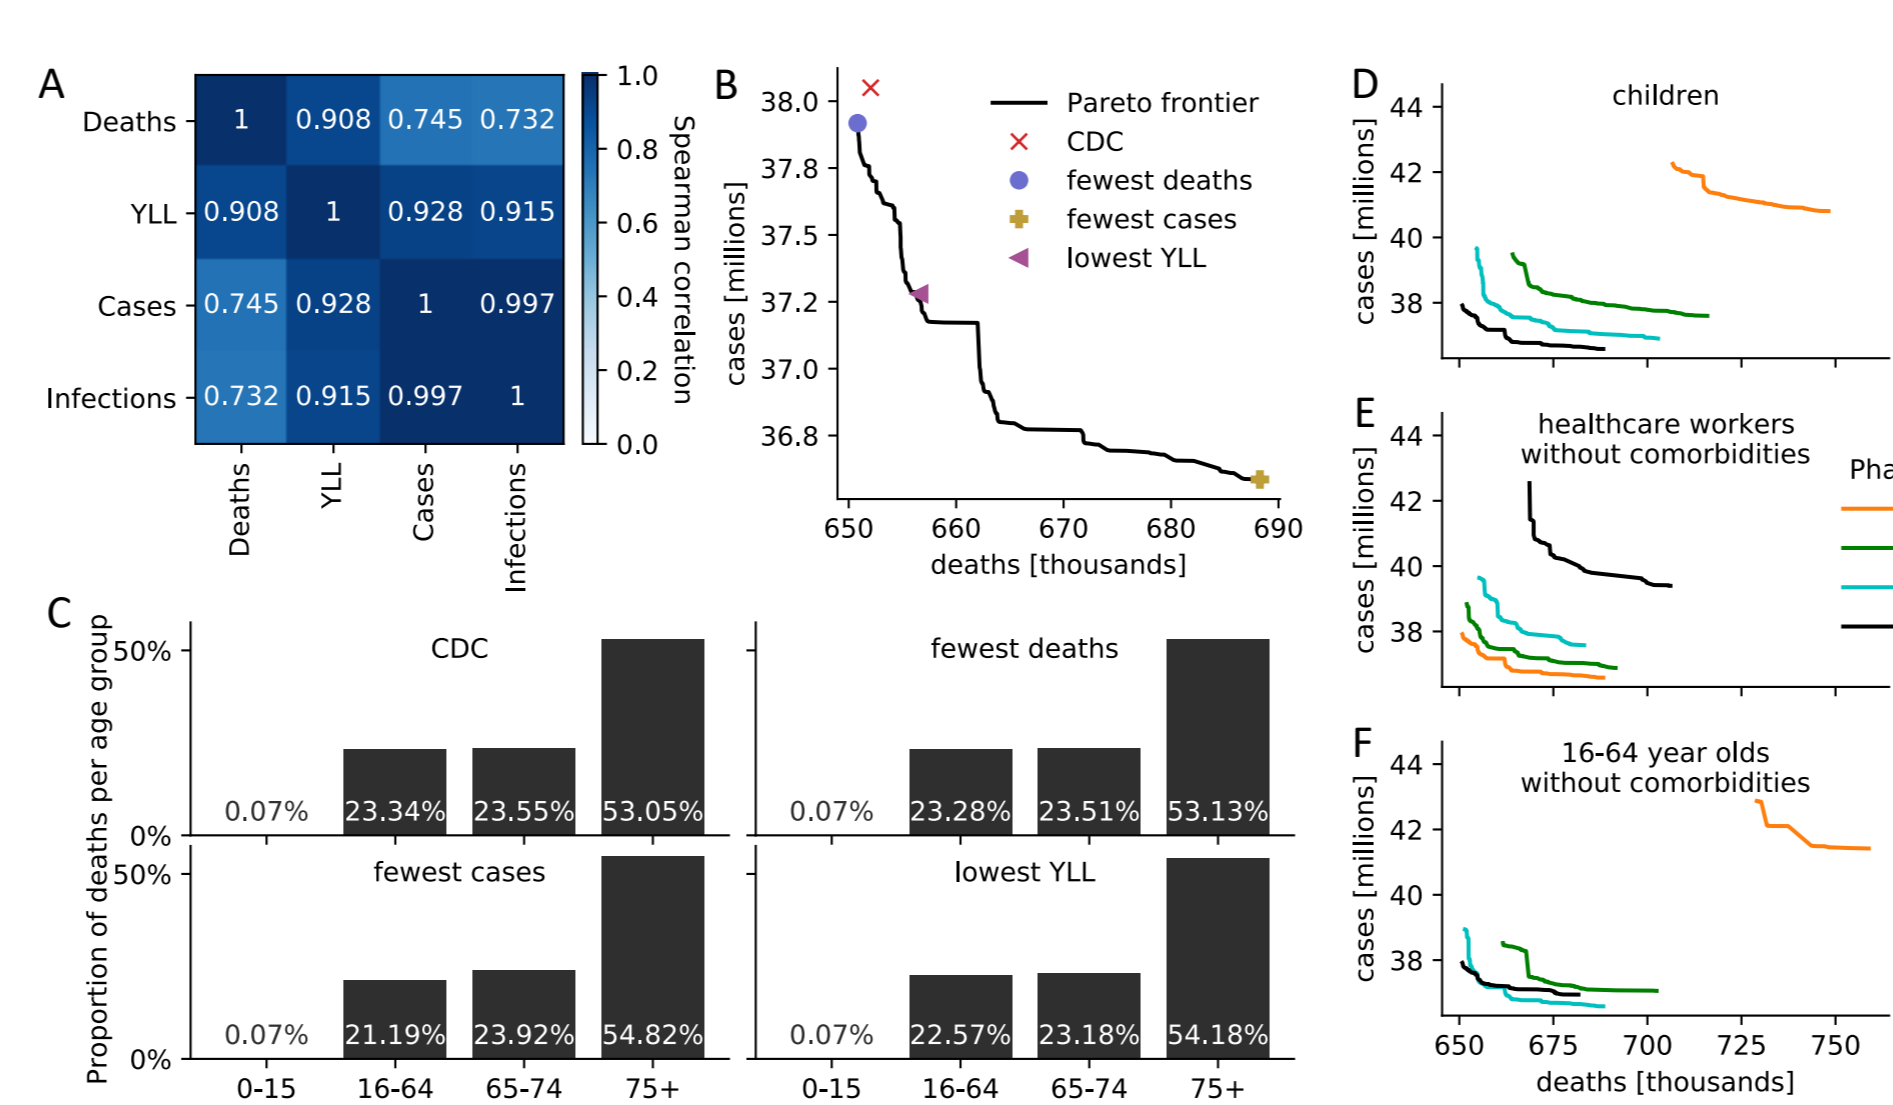 A
Deaths
YLL
Cases
Infections
1 0.908 0.745 0.732
0.908 1 0.928 0.915
0.745 0.928 1 0.997
0.732 0.915 0.997 1
Deaths
YLL
Cases
Infections
1.0
0.8
0.6
0.4
0.2
0.0
Spearman correlation
B
cases [millions]
38.0
37.8
37.5
37.2
37.0
36.8
Pareto frontier
CDC
fewest deaths
fewest cases
lowest YLL
650 660 670 680 690
deaths [thousands]
C
Proportion of deaths per age group
50%
0%
CDC
0.07% 23.34% 23.55% 53.05%
fewest deaths
0.07% 23.28% 23.51% 53.13%
50%
0%
fewest cases
0.07% 21.19% 23.92% 54.82%
lowest YLL
0.07% 22.57% 23.18% 54.18%
0-15 16-64 65-74 75+
0-15 16-64 65-74 75+
D
children
cases [millions]
44
42
40
38
E
healthcare workers
without comorbidities
cases [millions]
44
42
40
38
Pha
F
16-64 year olds
without comorbidities
cases [millions]
44
42
40
38
650 675 700 725 750
deaths [thousands]